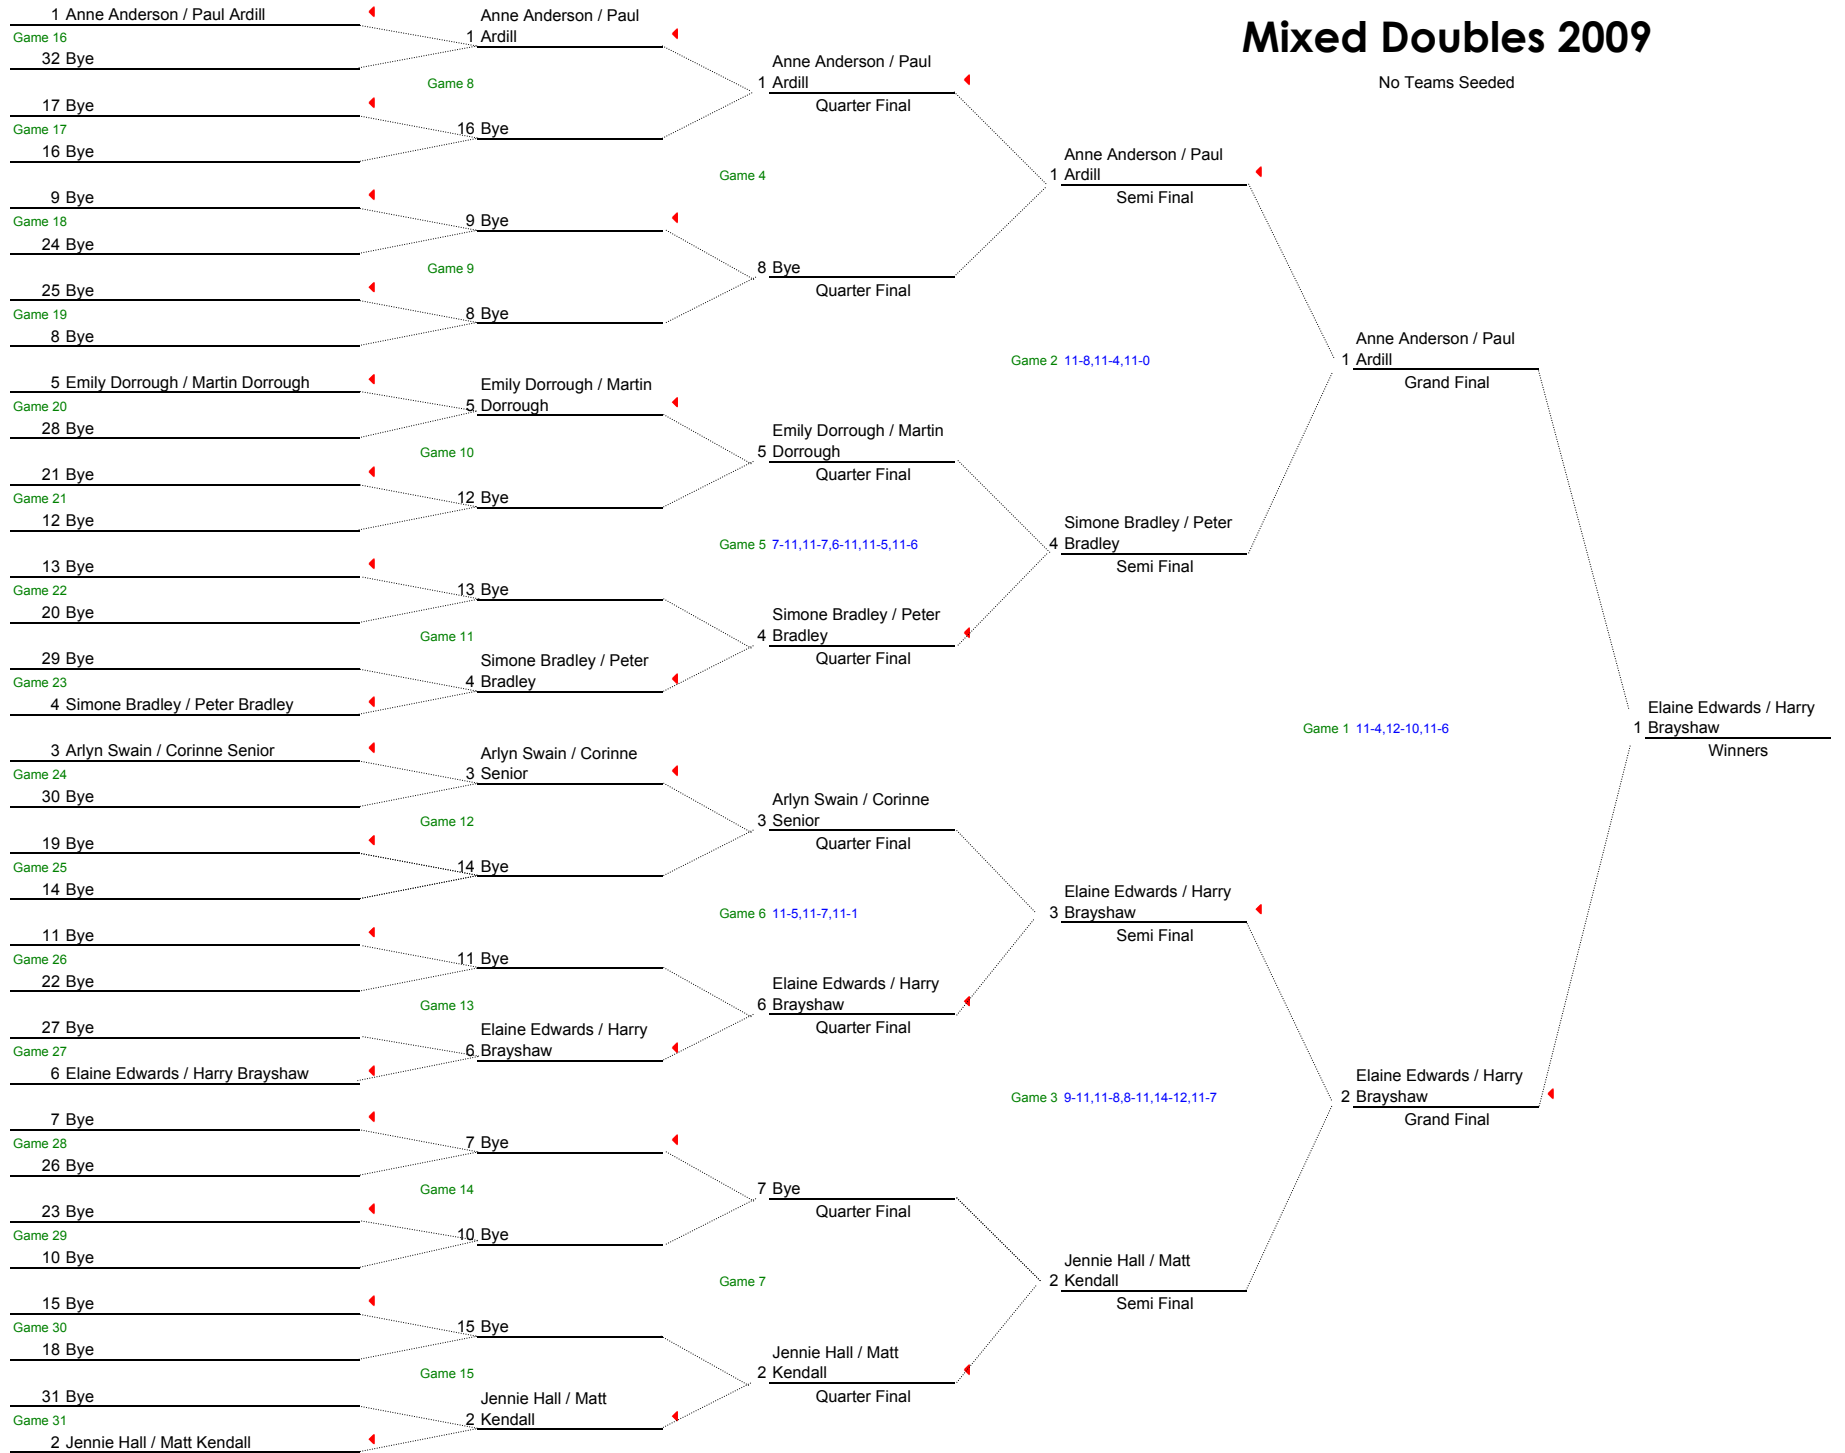 Mixed Doubles 2009
No Teams Seeded
1 Anne Anderson / Paul Ardill
Game 16
32 Bye
17 Bye
Game 17
16 Bye
9 Bye
Game 18
24 Bye
25 Bye
Game 19
8 Bye
5 Emily Dorrough / Martin Dorrough
Game 20
28 Bye
21 Bye
Game 21
12 Bye
13 Bye
Game 22
20 Bye
29 Bye
Game 23
4 Simone Bradley / Peter Bradley
3 Arlyn Swain / Corinne Senior
Game 24
30 Bye
19 Bye
Game 25
14 Bye
11 Bye
Game 26
22 Bye
27 Bye
Game 27
6 Elaine Edwards / Harry Brayshaw
7 Bye
Game 28
26 Bye
23 Bye
Game 29
10 Bye
15 Bye
Game 30
18 Bye
31 Bye
Game 31
2 Jennie Hall / Matt Kendall
Anne Anderson / Paul
1 Ardill
Game 8
16 Bye
9 Bye
Game 9
8 Bye
Emily Dorrough / Martin
5 Dorrough
Game 10
12 Bye
13 Bye
Game 11
Simone Bradley / Peter
4 Bradley
Arlyn Swain / Corinne
3 Senior
Game 12
14 Bye
11 Bye
Game 13
Elaine Edwards / Harry
6 Brayshaw
7 Bye
Game 14
10 Bye
15 Bye
Game 15
Jennie Hall / Matt
2 Kendall
Anne Anderson / Paul
1 Ardill
Quarter Final
Game 4
8 Bye
Quarter Final
Emily Dorrough / Martin
5 Dorrough
Quarter Final
Game 5 7-11,11-7,6-11,11-5,11-6
Simone Bradley / Peter
4 Bradley
Quarter Final
Arlyn Swain / Corinne
3 Senior
Quarter Final
Game 6 11-5,11-7,11-1
Elaine Edwards / Harry
6 Brayshaw
Quarter Final
7 Bye
Quarter Final
Game 7
Jennie Hall / Matt
2 Kendall
Quarter Final
Anne Anderson / Paul
1 Ardill
Semi Final
Game 2 11-8,11-4,11-0
Simone Bradley / Peter
4 Bradley
Semi Final
Elaine Edwards / Harry
3 Brayshaw
Semi Final
Game 3 9-11,11-8,8-11,14-12,11-7
Jennie Hall / Matt
2 Kendall
Semi Final
Anne Anderson / Paul
1 Ardill
Grand Final
Game 1 11-4,12-10,11-6
Elaine Edwards / Harry
2 Brayshaw
Grand Final
Elaine Edwards / Harry
1 Brayshaw
Winners